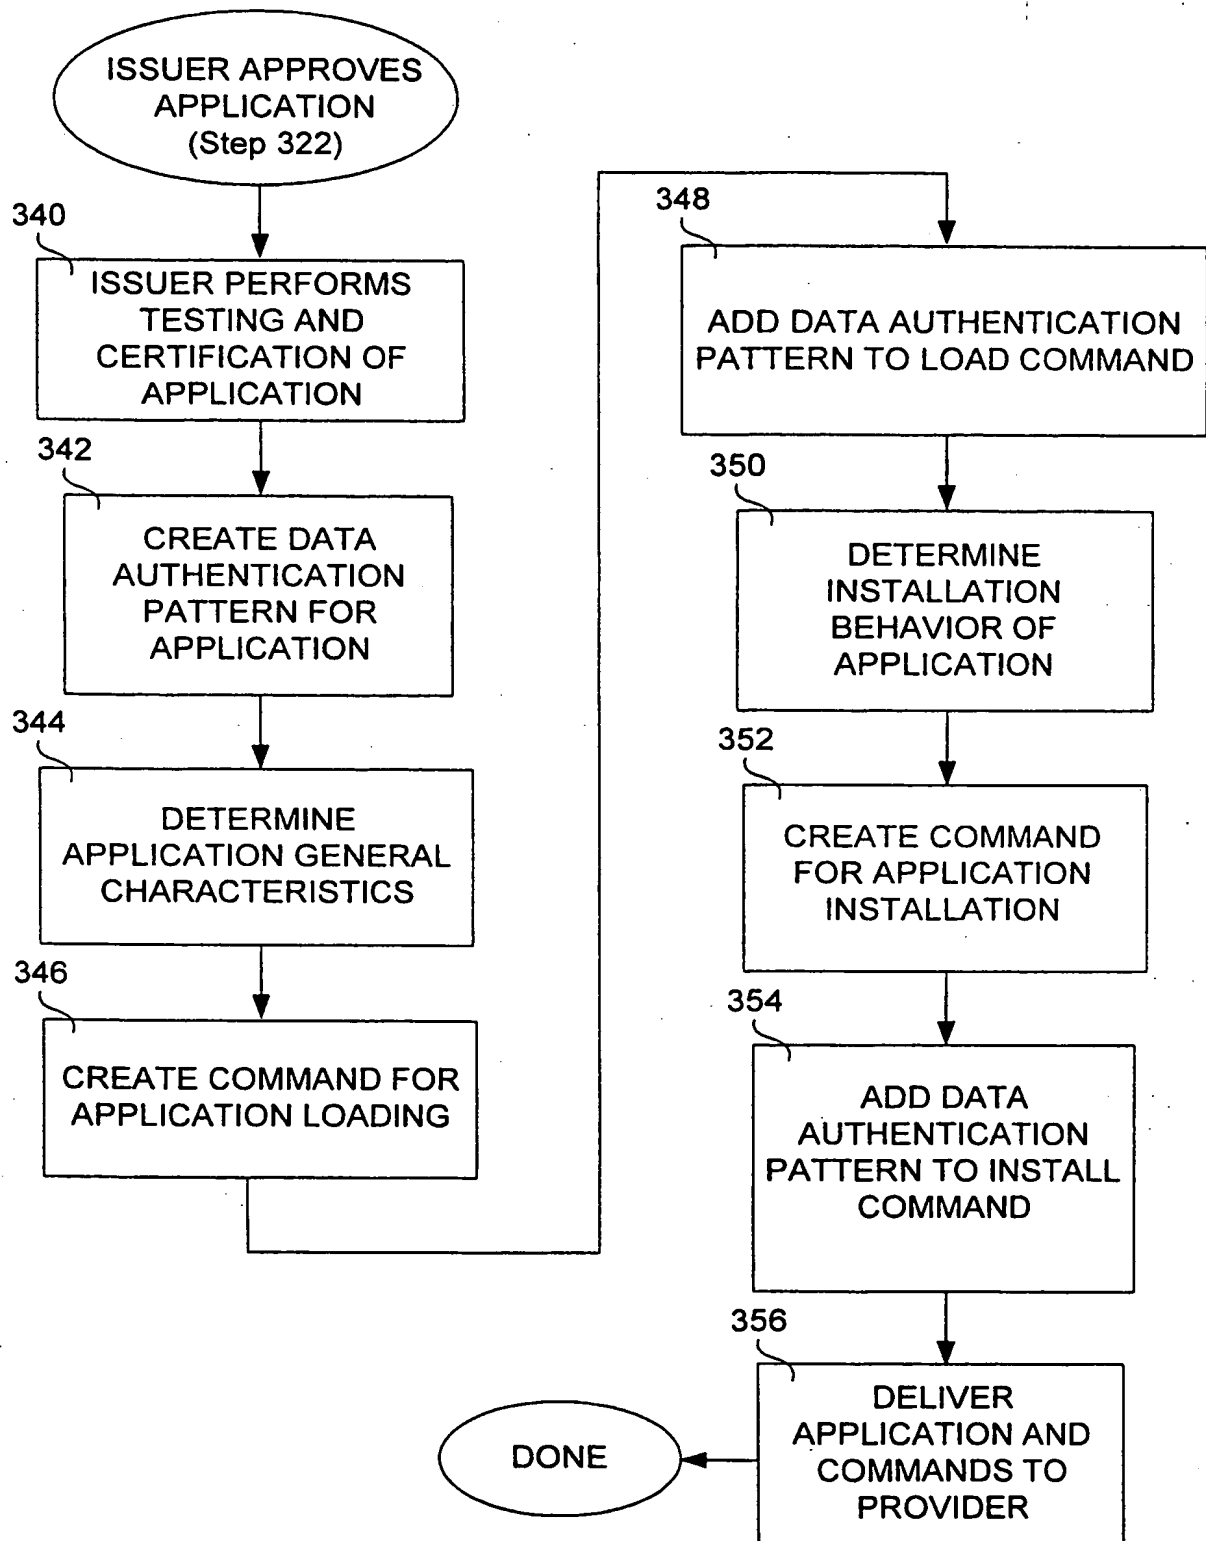 ISSUER APPROVES
APPLICATION
(Step 322)
340
ISSUER PERFORMS
TESTING AND
CERTIFICATION OF
APPLICATION
342
CREATE DATA
AUTHENTICATION
PATTERN FOR
APPLICATION
344
DETERMINE
APPLICATION GENERAL
CHARACTERISTICS
346
CREATE COMMAND FOR
APPLICATION LOADING
348
ADD DATA AUTHENTICATION
PATTERN TO LOAD COMMAND
350
DETERMINE
INSTALLATION
BEHAVIOR OF
APPLICATION
352
CREATE COMMAND
FOR APPLICATION
INSTALLATION
354
ADD DATA
AUTHENTICATION
PATTERN TO INSTALL
COMMAND
356
DELIVER
APPLICATION AND
COMMANDS TO
PROVIDER
DONE